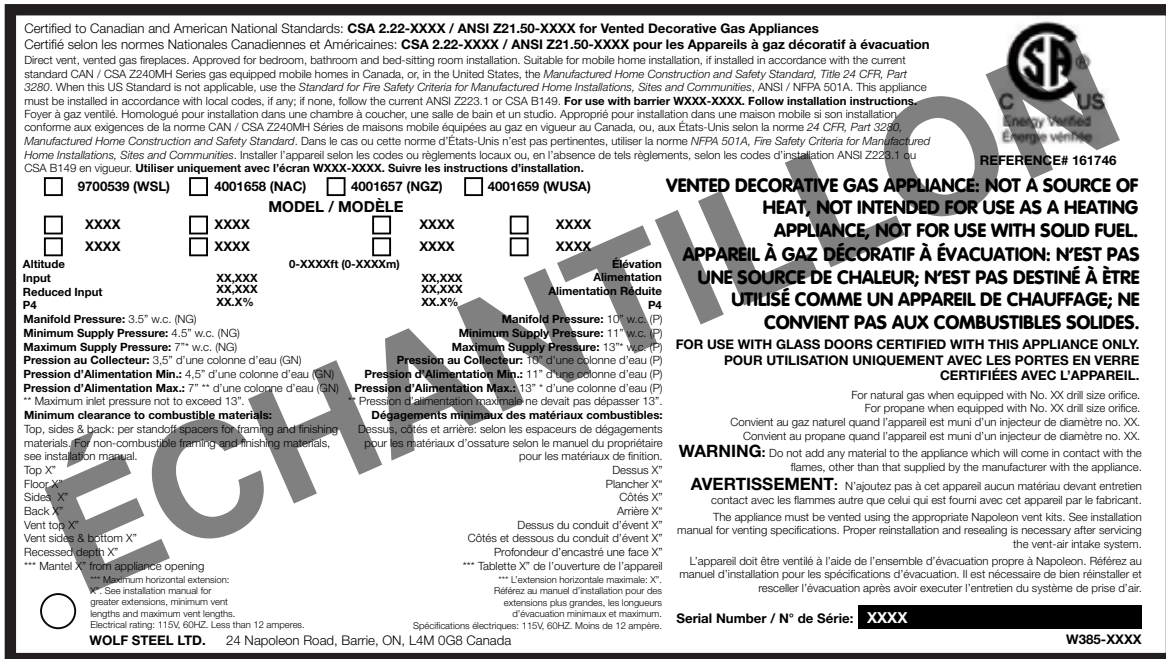 Certified to Canadian and American National Standards: CSA 2.22-XXXX / ANSI Z21.50-XXXX for Vented Decorative Gas Appliances
Certifié selon les normes Nationales Canadiennes et Américaines: CSA 2.22-XXXX / ANSI Z21.50-XXXX pour les Appareils à gaz décoratif à évacuation
Direct vent, vented gas fireplaces. Approved for bedroom, bathroom and bed-sitting room installation. Suitable for mobile home installation, if installed in accordance with the current
standard CAN / CSA Z240MH Series gas equipped mobile homes in Canada, or, in the United States, the Manufactured Home Construction and Safety Standard, Title 24 CFR, Part
3280. When this US Standard is not applicable, use the Standard for Fire Safety Criteria for Manufactured Home Installations, Sites and Communities, ANSI / NFPA 501A. This appliance
must be installed in accordance with local codes, if any; if none, follow the current ANSI Z223.1 or CSA B149. For use with barrier WXXX-XXXX. Follow installation instructions.
Foyer à gaz ventilé. Homologué pour installation dans une chambre à coucher, une salle de bain et un studio. Approprié pour installation dans une maison mobile si son installation
conforme aux exigences de la norme CAN / CSA Z240MH Séries de maisons mobile équipées au gaz en vigueur au Canada, ou, aux États-Unis selon la norme 24 CFR, Part 3280,
Manufactured Home Construction and Safety Standard. Dans le cas ou cette norme d'États-Unis n'est pas pertinentes, utiliser la norme NFPA 501A, Fire Safety Criteria for Manufactured
Home Installations, Sites and Communities. Installer l'appareil selon les codes ou règlements locaux ou, en l'absence de tels règlements, selon les codes d'installation ANSI Z223.1 ou
CSA B149 en vigueur. Utiliser uniquement avec l'écran WXXX-XXXX. Suivre les instructions d'installation.
CSA ®
C US
Energy Verified
Énergie vérifiée
REFERENCE# 161746
9700539 (WSL) 4001658 (NAC) 4001657 (NGZ) 4001659 (WUSA)
MODEL / MODÈLE
XXXX XXXX XXXX XXXX
XXXX XXXX XXXX XXXX
Altitude 0-XXXXft (0-XXXXm) Élévation
Input XX,XXX XX,XXX Alimentation
Reduced Input XX,XXX XX,XXX Alimentation Réduite
P4 XX.X% XX.X% P4
Manifold Pressure: 3.5" w.c. (NG) Manifold Pressure: 10" w.c. (P)
Minimum Supply Pressure: 4.5" w.c. (NG) Minimum Supply Pressure: 11" w.c. (P)
Maximum Supply Pressure: 7"* w.c. (NG) Maximum Supply Pressure: 13"* w.c. (P)
Pression au Collecteur: 3,5" d'une colonne d'eau (GN) Pression au Collecteur: 10" d'une colonne d'eau (P)
Pression d'Alimentation Min.: 4,5" d'une colonne d'eau (GN) Pression d'Alimentation Min.: 11" d'une colonne d'eau (P)
Pression d'Alimentation Max.: 7" ** d'une colonne d'eau (GN) Pression d'Alimentation Max.: 13" * d'une colonne d'eau (P)
** Maximum inlet pressure not to exceed 13". ** Pression d'alimentation maximale ne devait pas dépasser 13".
Minimum clearance to combustible materials: Dégagements minimaux des matériaux combustibles:
Top, sides & back: per standoff spacers for framing and finishing Dessus, côtés et arrière: selon les espaceurs de dégagements
materials. For non-combustible framing and finishing materials, pour les matériaux d'ossature selon le manuel du propriétaire
see installation manual. pour les matériaux de finition.
Top X" Dessus X"
Floor X" Plancher X"
Sides X" Côtés X"
Back X" Arrière X"
Vent top X" Dessus du conduit d'évent X"
Vent sides & bottom X" Côtés et dessous du conduit d'évent X"
Recessed depth X" Profondeur d'encastré une face X"
*** Mantel X" from appliance opening *** Tablette X" de l'ouverture de l'appareil
*** Maximum horizontal extension: *** L'extension horizontale maximale: X".
X". See installation manual for Référez au manuel d'installation pour des
greater extensions, minimum vent extensions plus grandes, les longueurs
lengths and maximum vent lengths. d'évacuation minimaux et maximum.
Electrical rating: 115V, 60HZ. Less than 12 amperes. Spécifications électriques: 115V, 60HZ. Moins de 12 ampère.
WOLF STEEL LTD. 24 Napoleon Road, Barrie, ON, L4M 0G8 Canada
VENTED DECORATIVE GAS APPLIANCE: NOT A SOURCE OF
HEAT, NOT INTENDED FOR USE AS A HEATING
APPLIANCE, NOT FOR USE WITH SOLID FUEL.
APPAREIL À GAZ DÉCORATIF À ÉVACUATION: N'EST PAS
UNE SOURCE DE CHALEUR; N'EST PAS DESTINÉ À ÈTRE
UTILISÉ COMME UN APPAREIL DE CHAUFFAGE; NE
CONVIENT PAS AUX COMBUSTIBLES SOLIDES.
FOR USE WITH GLASS DOORS CERTIFIED WITH THIS APPLIANCE ONLY.
POUR UTILISATION UNIQUEMENT AVEC LES PORTES EN VERRE
CERTIFIÉES AVEC L'APPAREIL.
For natural gas when equipped with No. XX drill size orifice.
For propane when equipped with No. XX drill size orifice.
Convient au gaz naturel quand l'appareil est muni d'un injecteur de diamètre no. XX.
Convient au propane quand l'appareil est muni d'un injecteur de diamètre no. XX.
WARNING: Do not add any material to the appliance which will come in contact with the
flames, other than that supplied by the manufacturer with the appliance.
AVERTISSEMENT: N'ajoutez pas à cet appareil aucun matériau devant entretien
contact avec les flammes autre que celui qui est fourni avec cet appareil par le fabricant.
The appliance must be vented using the appropriate Napoleon vent kits. See installation
manual for venting specifications. Proper reinstallation and resealing is necessary after servicing
the vent-air intake system.
L'appareil doit être ventilé à l'aide de l'ensemble d'évacuation propre à Napoleon. Référez au
manuel d'installation pour les spécifications d'évacuation. Il est nécessaire de bien réinstaller et
resceller l'évacuation après avoir executer l'entretien du système de prise d'air.
Serial Number / N° de Série: XXXX
W385-XXXX
ÉCHANTILLON